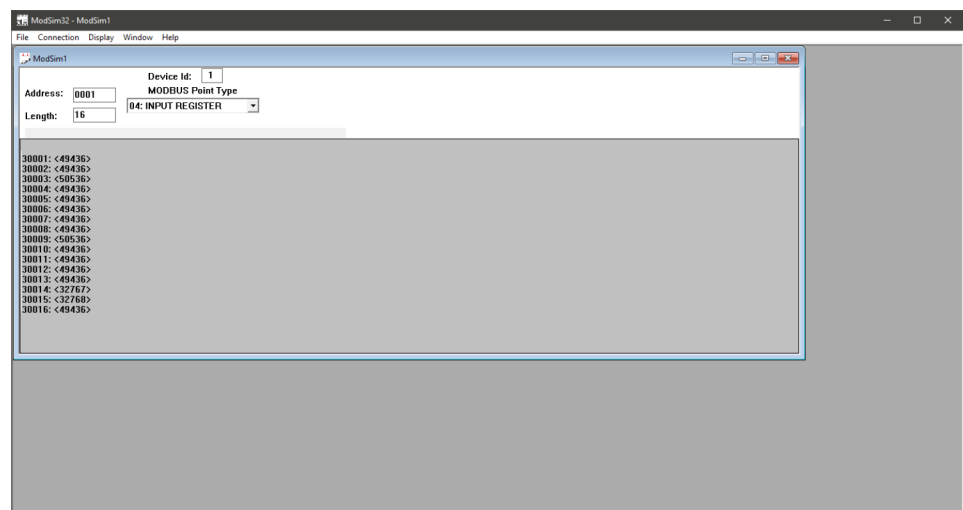 ModSim32 - ModSim1
File Connection Display Window Help
ModSim1
Device Id: 1
Address: 0001
MODBUS Point Type
04: INPUT REGISTER
Length: 16
30001: <49436>
30002: <49436>
30003: <50536>
30004: <49436>
30005: <49436>
30006: <49436>
30007: <49436>
30008: <49436>
30009: <50536>
30010: <49436>
30011: <49436>
30012: <49436>
30013: <49436>
30014: <32767>
30015: <32768>
30016: <49436>